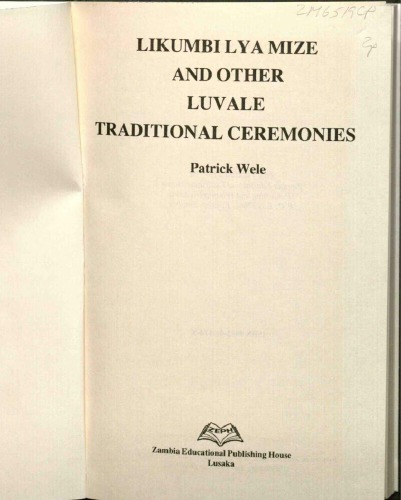 LIKUMBI LYA MIZE
AND OTHER
LUVALE
TRADITIONAL CEREMONIES
Patrick Wele
ZEPH
Zambia Educational Publishing House
Lusaka